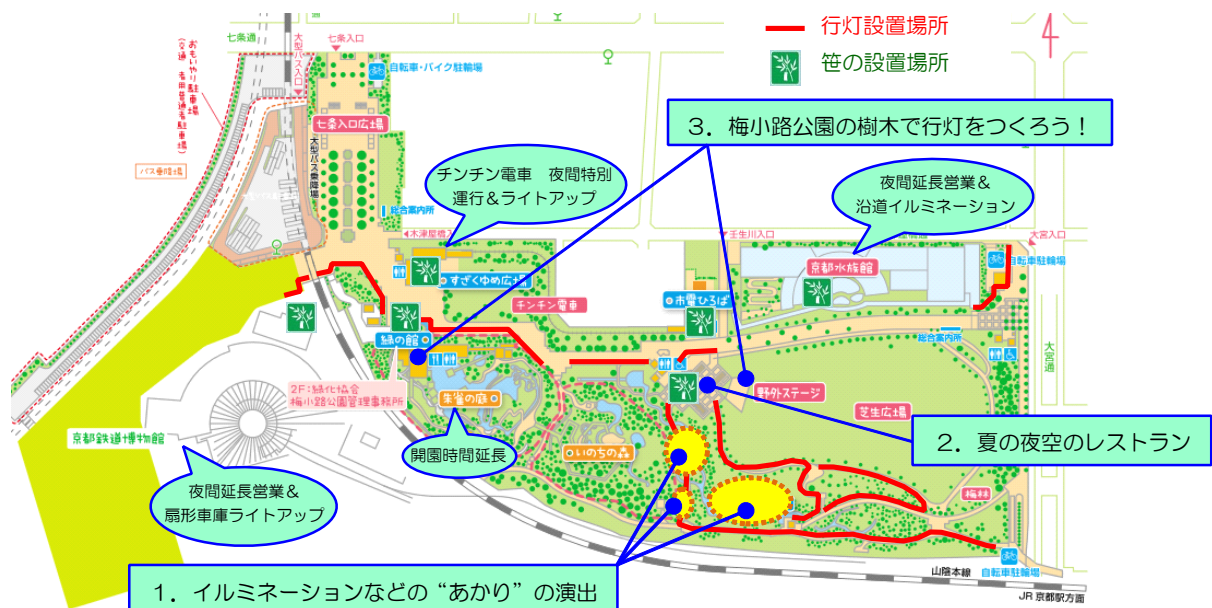 行灯設置場所
笹の設置場所
七条通
大型バス入口
七条入口
自転車・バイク駐輪場
おもいやり駐車場
バス乗降場
七条入口広場
大型バス乗降場
3．梅小路公園の樹木で行灯をつくろう！
チンチン電車　夜間特別
運行＆ライトアップ
夜間延長営業＆
沿道イルミネーション
総合案内所
木津屋橋入口
壬生川入口
大宮入口
自転車駐輪場
京都水族館
すざくゆめ広場
チンチン電車
市電ひろば
総合案内所
大宮通
緑の館
2F：緑化協会
梅小路公園管理事務所
朱雀の庭
野外ステージ
芝生広場
京都鉄道博物館
開園時間延長
いのちの森
2．夏の夜空のレストラン
夜間延長営業＆
扇形車庫ライトアップ
梅林
山陰本線
自転車駐輪場
1．イルミネーションなどの“あかり”の演出
JR 京都駅方面